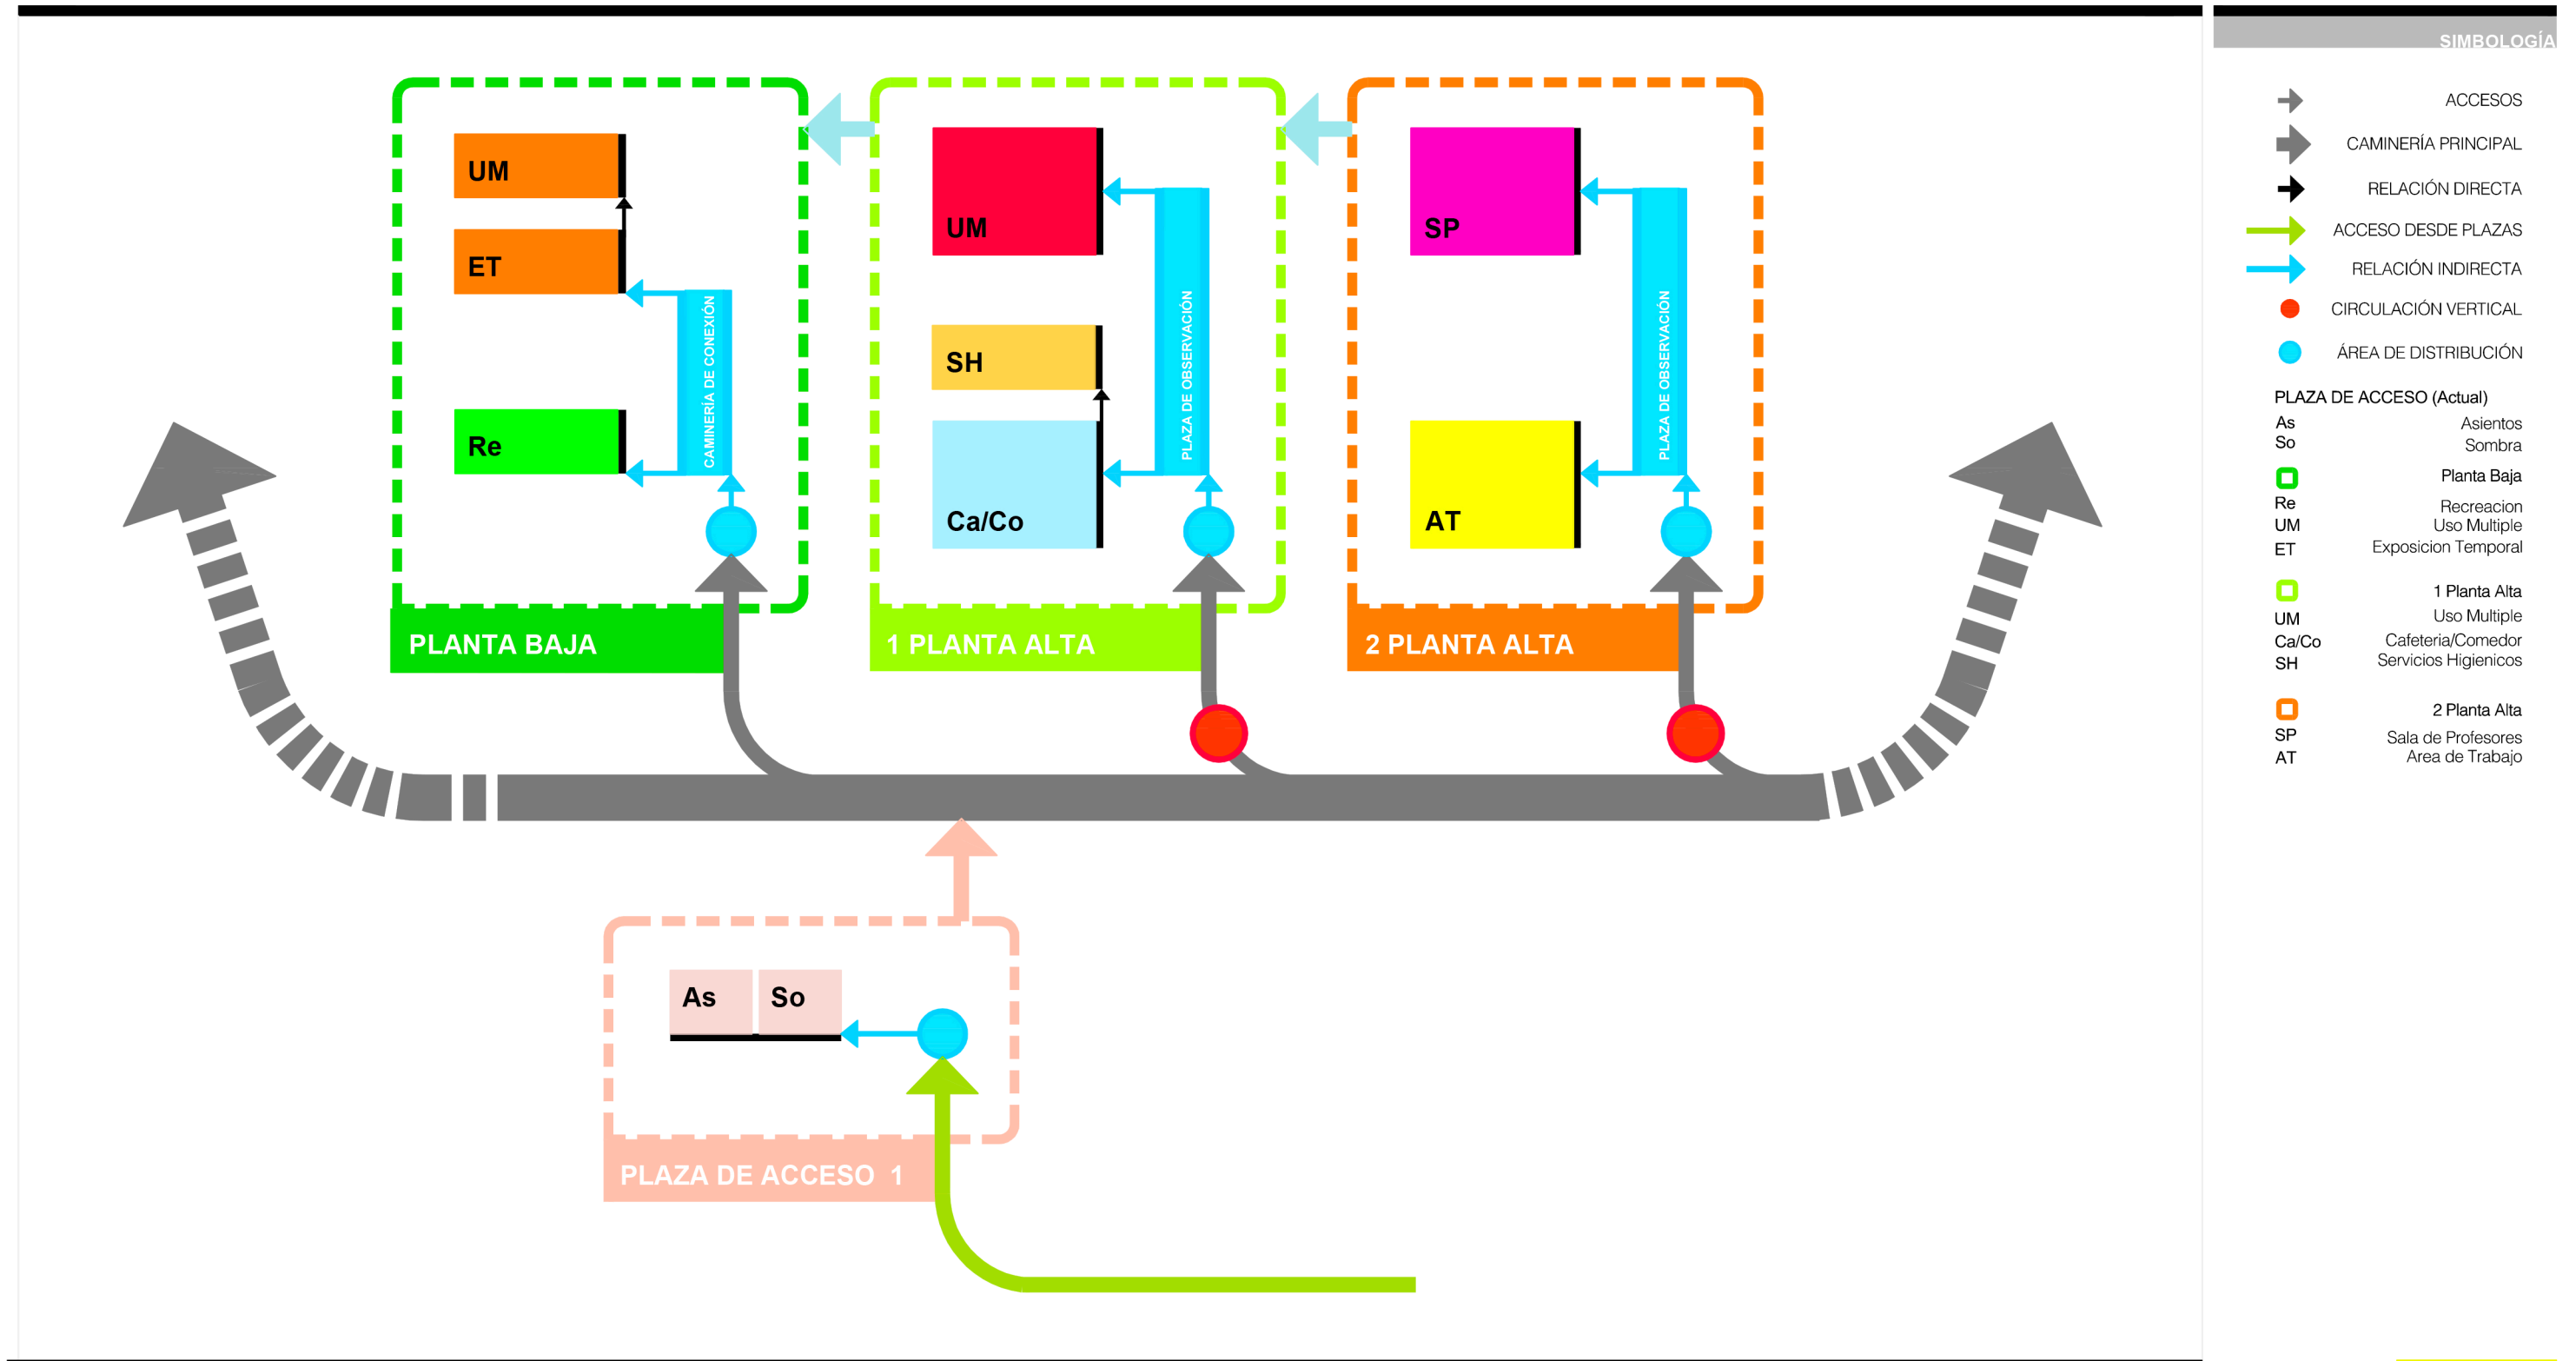 UM
ET
Re
CAMINERÍA DE CONEXIÓN
PLANTA BAJA
UM
SH
Ca/Co
PLAZA DE OBSERVACIÓN
1 PLANTA ALTA
SP
AT
PLAZA DE OBSERVACIÓN
2 PLANTA ALTA
As So
PLAZA DE ACCESO 1
SIMBOLOGÍA
ACCESOS
CAMINERÍA PRINCIPAL
RELACIÓN DIRECTA
ACCESO DESDE PLAZAS
RELACIÓN INDIRECTA
CIRCULACIÓN VERTICAL
ÁREA DE DISTRIBUCIÓN
PLAZA DE ACCESO (Actual)
As Asientos
So Sombra
Planta Baja
Re Recreacion
UM Uso Multiple
ET Exposicion Temporal
1 Planta Alta
UM Uso Multiple
Ca/Co Cafeteria/Comedor
SH Servicios Higienicos
2 Planta Alta
SP Sala de Profesores
AT Area de Trabajo